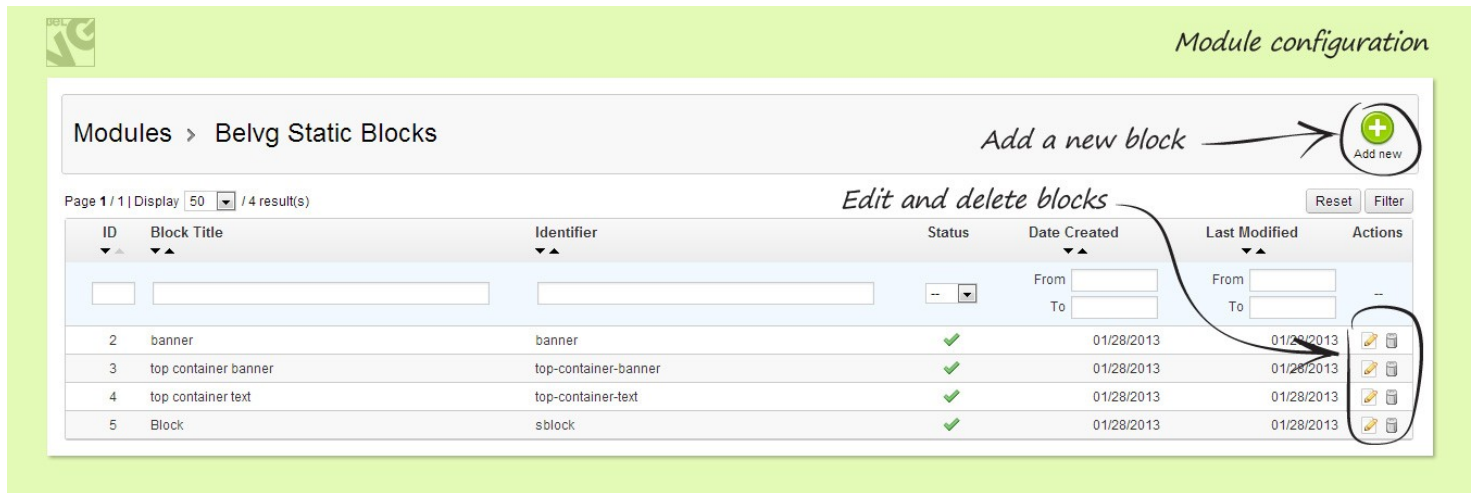 BEL
VG
Module configuration
Modules > Belvg Static Blocks
Add a new block
Add new
Page 1 / 1 | Display 50 / 4 result(s)
Edit and delete blocks
Reset Filter
ID Block Title Identifier Status Date Created Last Modified Actions
From From
-- --
To To
2 banner banner 01/28/2013 01/28/2013
3 top container banner top-container-banner 01/28/2013 01/28/2013
4 top container text top-container-text 01/28/2013 01/28/2013
5 Block sblock 01/28/2013 01/28/2013